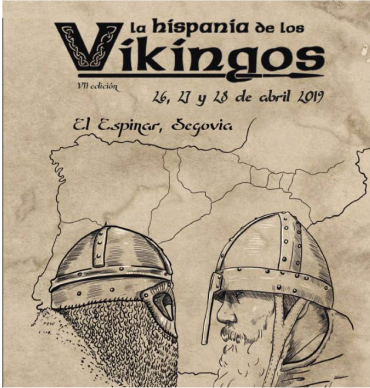 la hispania de los
Vikingos
VII edición
26, 27 y 28 de abril 2019
El Espinar, Segovia